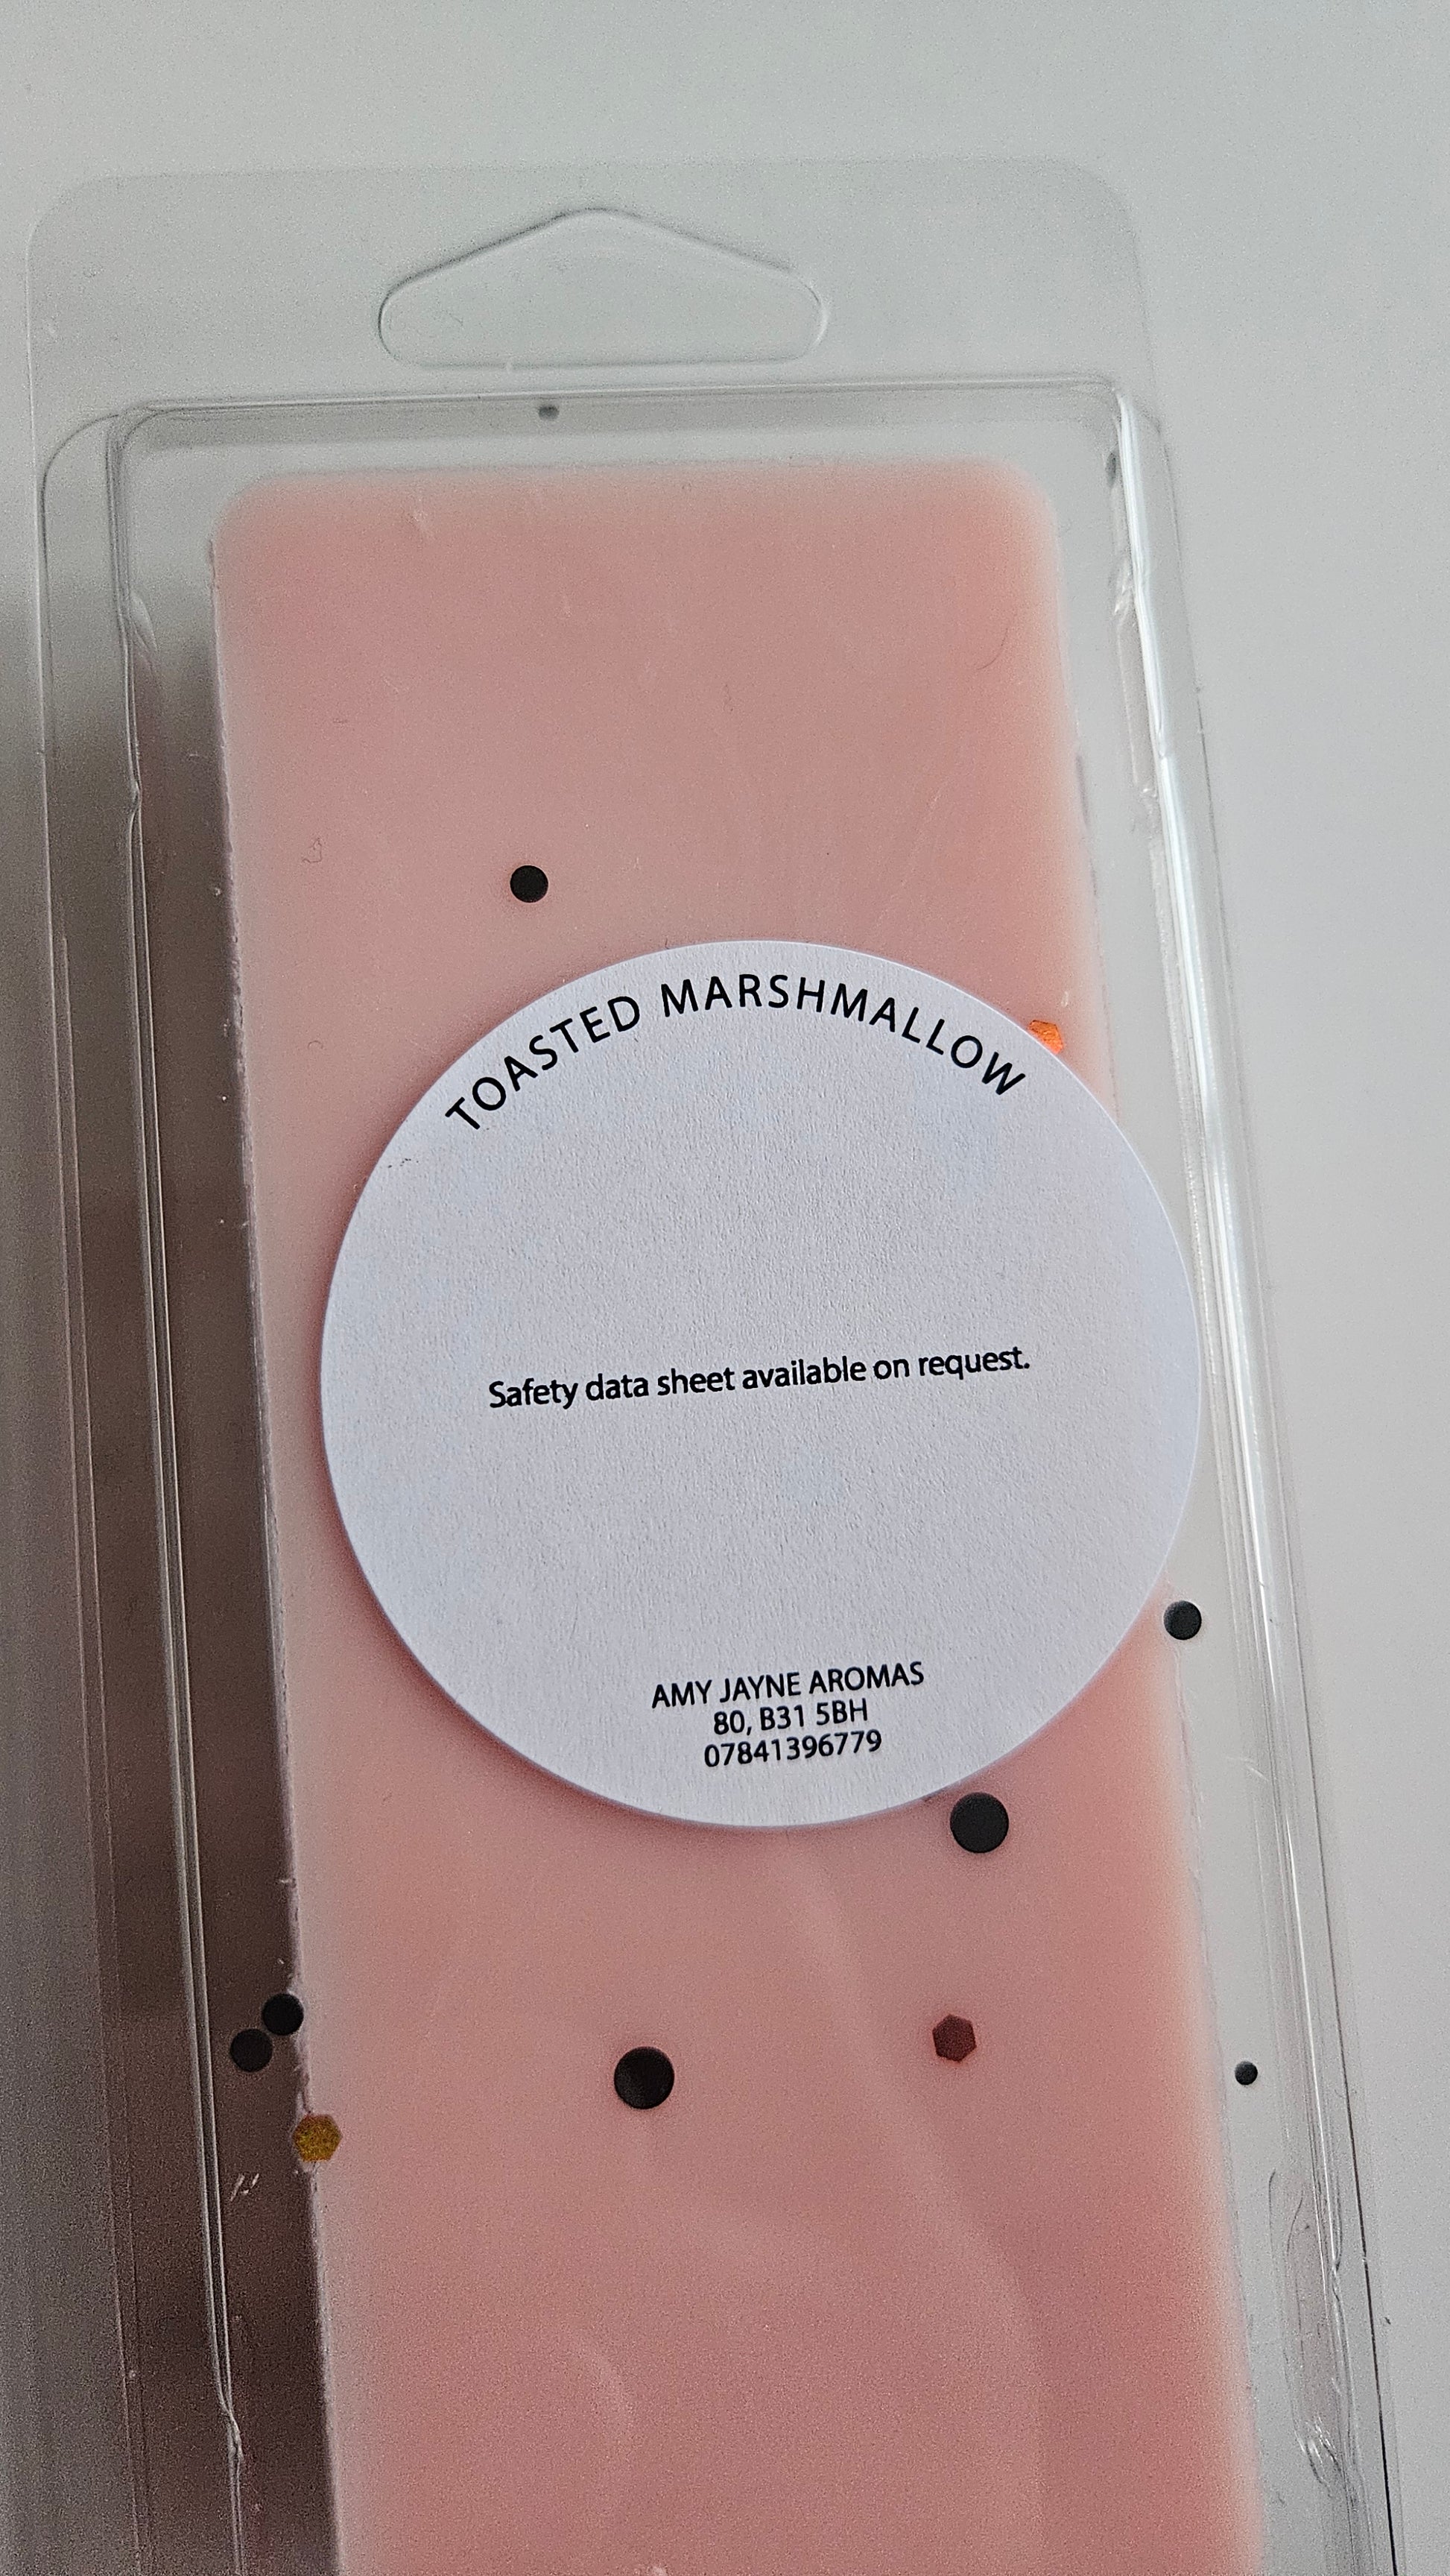 TOASTED MARSHMALLOW
Safety data sheet available on request.
AMY JAYNE AROMAS
80, B31 5BH
07841396779